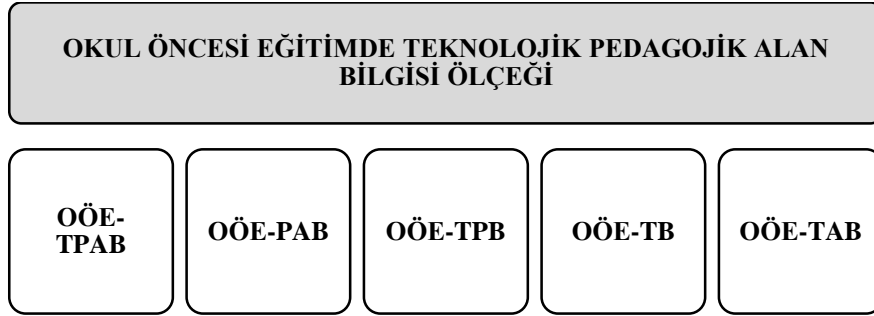 OKUL ÖNCESİ EĞİTİMDE TEKNOLOJİK PEDAGOJİK ALAN
BİLGİSİ ÖLÇEĞİ
OÖE-
TPAB
OÖE-PAB
OÖE-TPB
OÖE-TB
OÖE-TAB